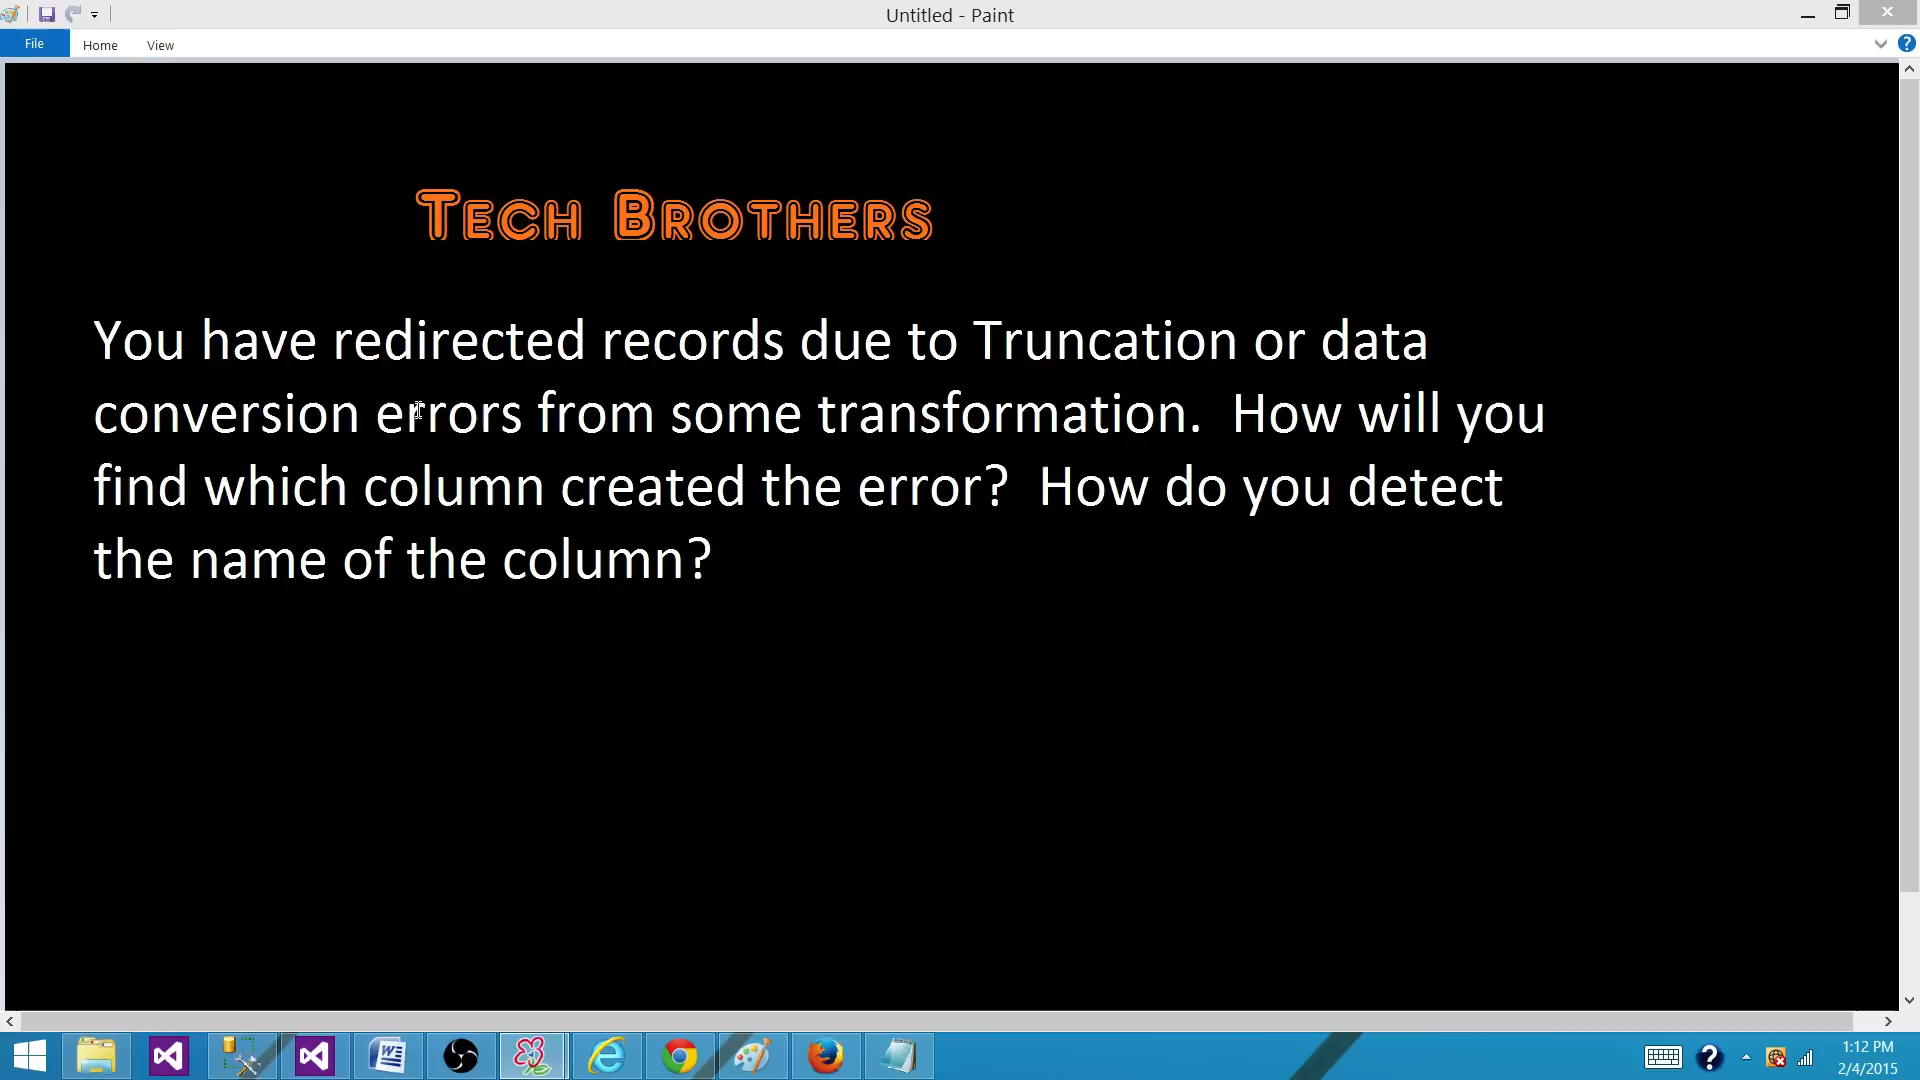 Untitled - Paint
File Home View
Tech Brothers
You have redirected records due to Truncation or data
conversion errors from some transformation. How will you
find which column created the error? How do you detect
the name of the column?
1:12 PM
2/4/2015